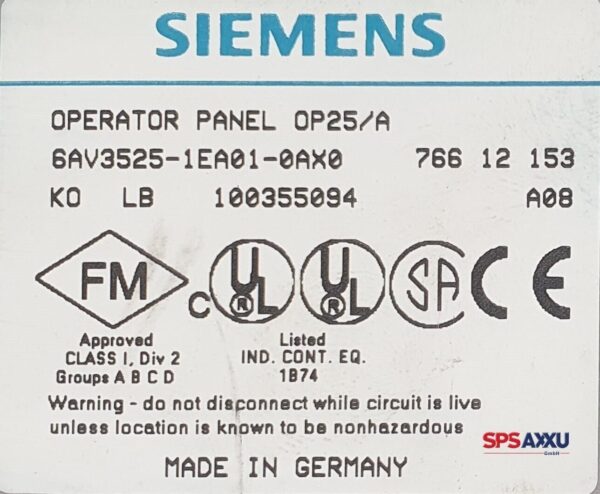 SIEMENS
OPERATOR PANEL OP25/A
6AV3525-1EA01-0AX0 766 12 153
KO LB 100355094 A08
FM C UL UL SA CE
Approved Listed
CLASS I, Div 2 IND. CONT. EQ.
Groups A B C D 1B74
Warning - do not disconnect while circuit is live
unless location is known to be nonhazardous
SPSAXXU
GmbH
MADE IN GERMANY